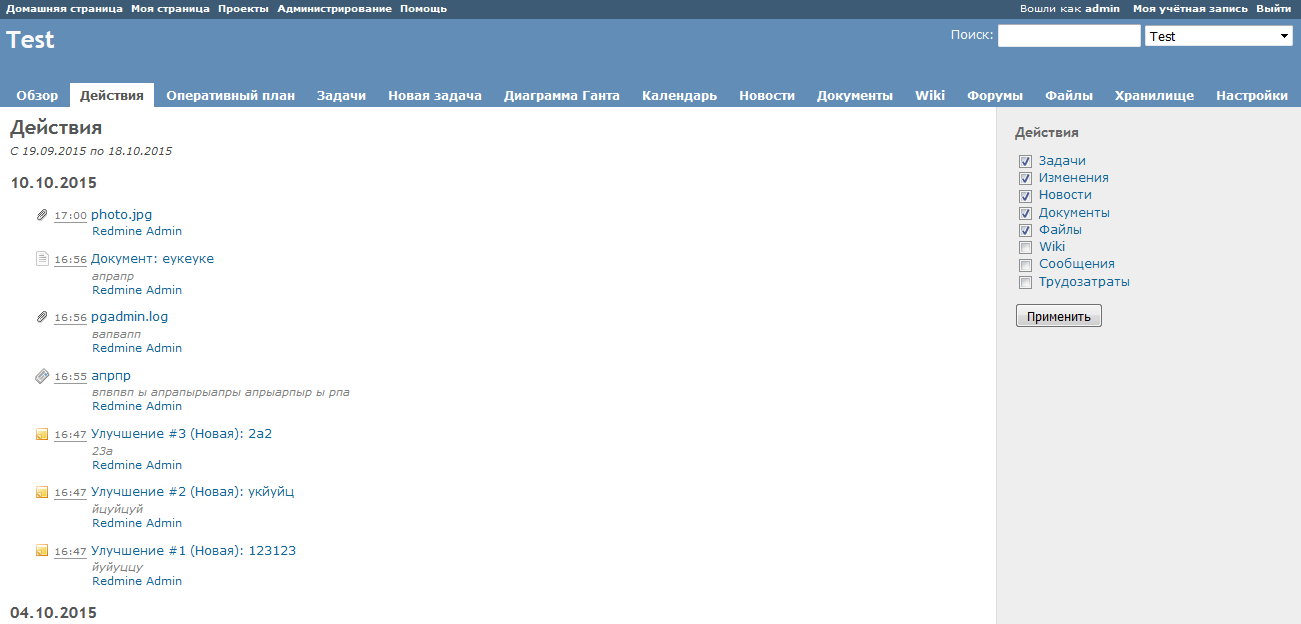 Домашняя страница Моя страница Проекты Администрирование Помощь Вошли как admin Моя учётная запись Выйти
Test Поиск: Test
Обзор Действия Оперативный план Задачи Новая задача Диаграмма Ганта Календарь Новости Документы Wiki Форумы Файлы Хранилище Настройки
Действия
С 19.09.2015 по 18.10.2015
10.10.2015
17:00 photo.jpg
Redmine Admin
16:56 Документ: еукеуке
апрапр
Redmine Admin
16:56 pgadmin.log
вапвапп
Redmine Admin
16:55 апрпр
впвпвп ы апрапырыапры апрыарпыр ы рпа
Redmine Admin
16:47 Улучшение #3 (Новая): 2а2
23а
Redmine Admin
16:47 Улучшение #2 (Новая): укйуйц
йцуйцуй
Redmine Admin
16:47 Улучшение #1 (Новая): 123123
йуйуццу
Redmine Admin
04.10.2015
Действия
Задачи
Изменения
Новости
Документы
Файлы
Wiki
Сообщения
Трудозатраты
Применить